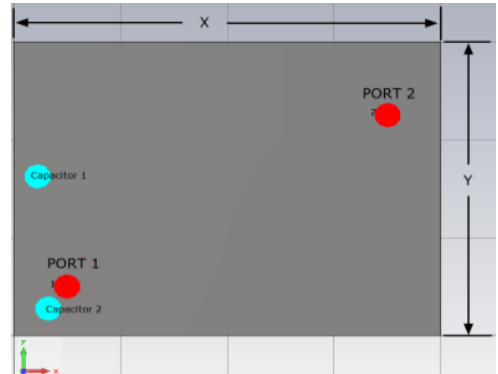 X
PORT 2
2
Capacitor 1
Y
PORT 1
1
Capacitor 2
y
x